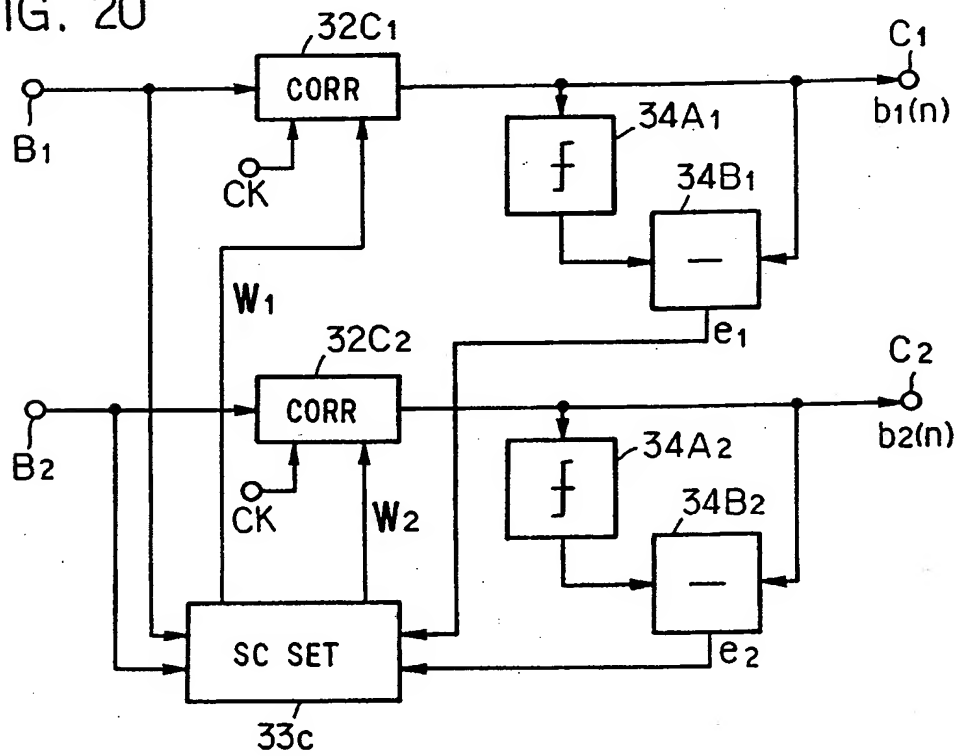 FIG. 20
32C1
C1
CORR
b1(n)
B1
34A1
CK
34B1
W1
e1
32C2
C2
CORR
b2(n)
B2
34A2
CK
W2
34B2
SC SET
e2
33c